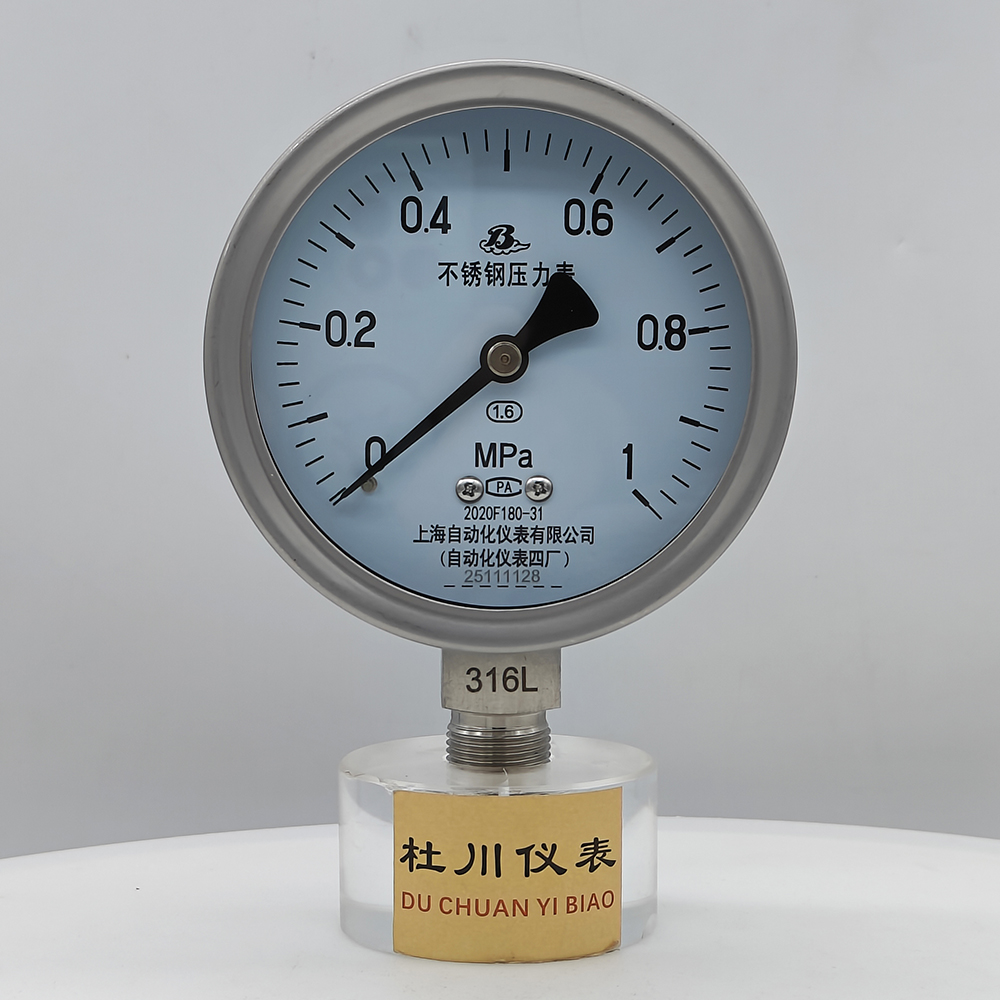 0.4 0.6
B
不锈钢压力表
0.2 0.8
1.6
0 MPa 1
PA
2020F180-31
上海自动化仪表有限公司
(自动化仪表四厂)
25111128
316L
杜川仪表
DU CHUAN YI BIAO